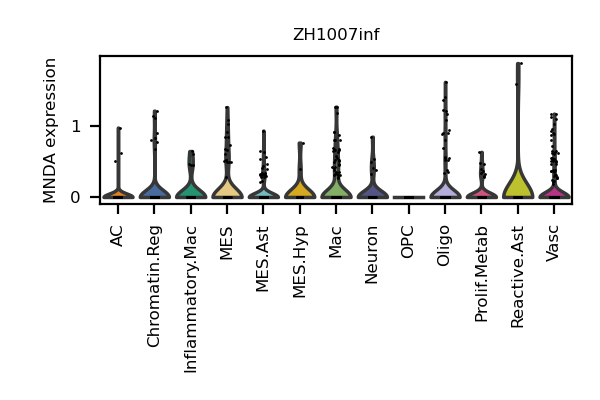 ZH1007inf
MNDA expression
1
0
AC
Chromatin.Reg
Inflammatory.Mac
MES
MES.Ast
MES.Hyp
Mac
Neuron
OPC
Oligo
Prolif.Metab
Reactive.Ast
Vasc